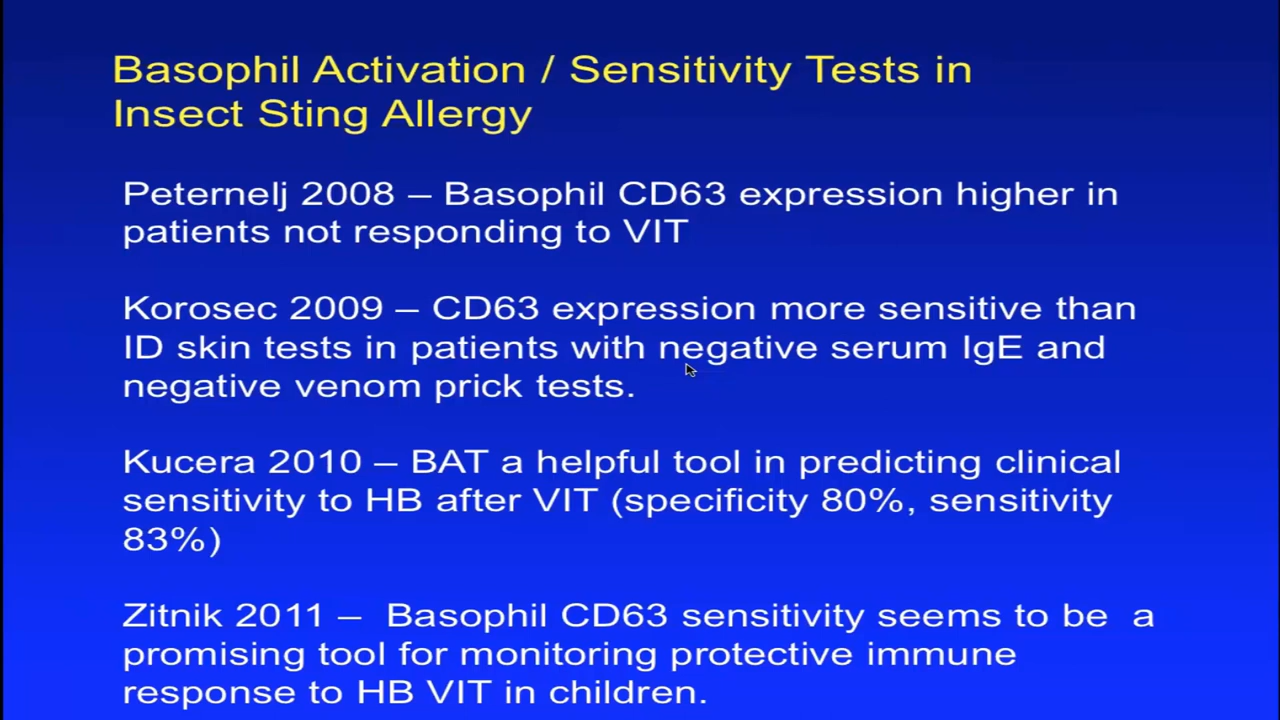 Basophil Activation / Sensitivity Tests in
Insect Sting Allergy
Peternelj 2008 – Basophil CD63 expression higher in
patients not responding to VIT
Korosec 2009 – CD63 expression more sensitive than
ID skin tests in patients with negative serum IgE and
negative venom prick tests.
Kucera 2010 – BAT a helpful tool in predicting clinical
sensitivity to HB after VIT (specificity 80%, sensitivity
83%)
Zitnik 2011 – Basophil CD63 sensitivity seems to be a
promising tool for monitoring protective immune
response to HB VIT in children.